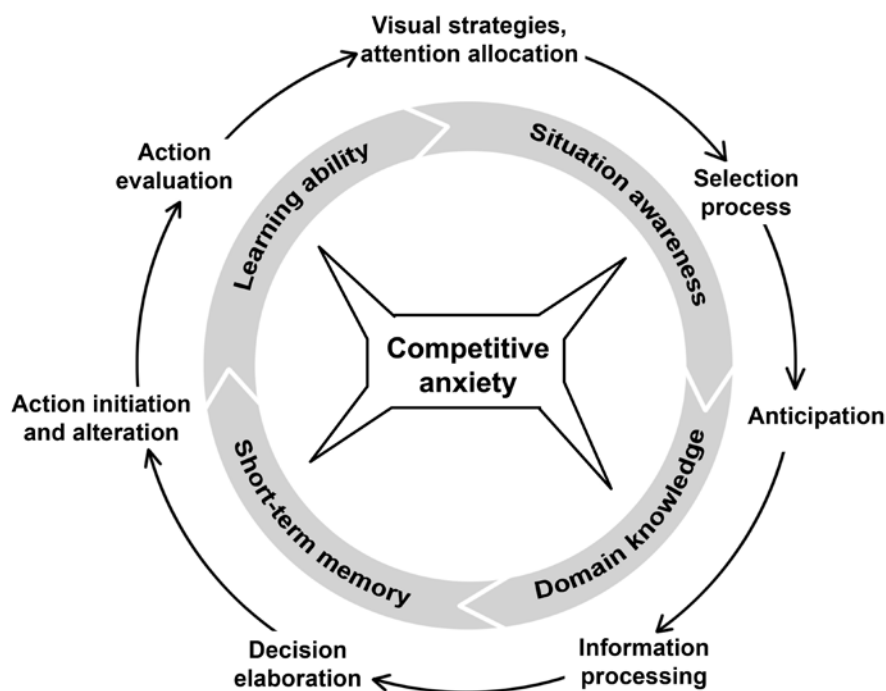 Visual strategies,
attention allocation
Situation awareness
Selection
process
Anticipation
Domain knowledge
Information
processing
Short-term memory
Decision
elaboration
Action initiation
and alteration
Learning ability
Action
evaluation
Competitive
anxiety